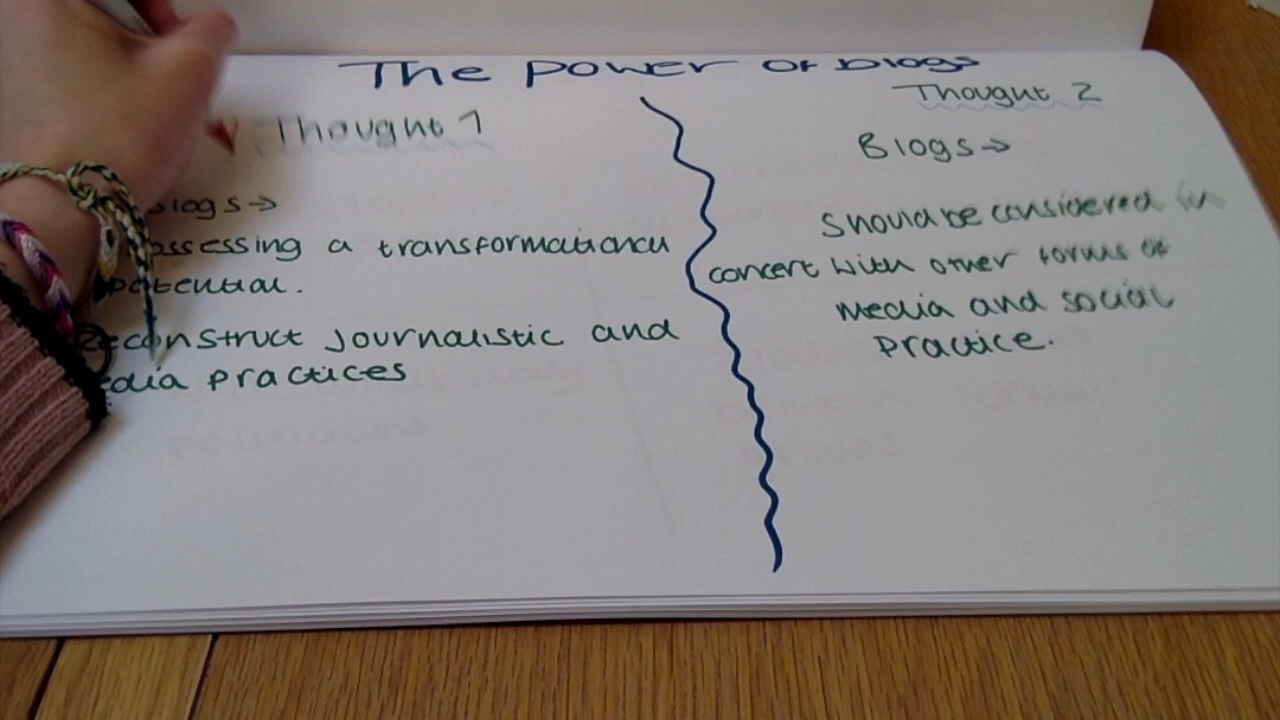 The power of blogs
Thought 1
Blogs →
possessing a transformational
potential.
Reconstruct journalistic and
media practices
Thought 2
Blogs →
Should be considered in
concert with other forms of
media and social
practice.